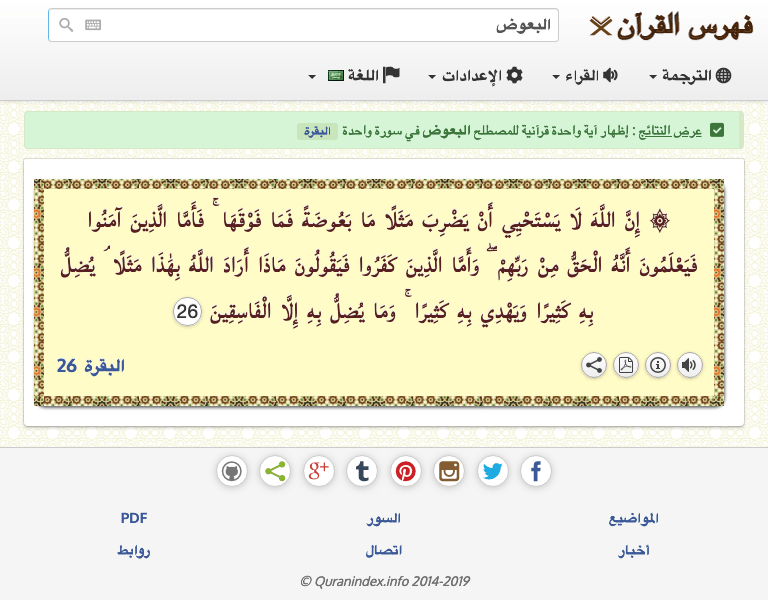 فهرس القرآن
البعوض
الترجمة
القراء
الإعدادات
اللغة
عرض النتائج : إظهار آية واحدة قرآنية للمصطلح البعوض في سورة واحدة البقرة
۞ إِنَّ اللَّهَ لَا يَسْتَحْيِي أَنْ يَضْرِبَ مَثَلًا مَا بَعُوضَةً فَمَا فَوْقَهَا ۚ فَأَمَّا الَّذِينَ آمَنُوا
فَيَعْلَمُونَ أَنَّهُ الْحَقُّ مِنْ رَبِّهِمْ ۖ وَأَمَّا الَّذِينَ كَفَرُوا فَيَقُولُونَ مَاذَا أَرَادَ اللَّهُ بِهَٰذَا مَثَلًا ۘ يُضِلُّ
بِهِ كَثِيرًا وَيَهْدِي بِهِ كَثِيرًا ۚ وَمَا يُضِلُّ بِهِ إِلَّا الْفَاسِقِينَ 26
البقرة 26
المواضيع
السور
PDF
أخبار
اتصال
روابط
© Quranindex.info 2014-2019